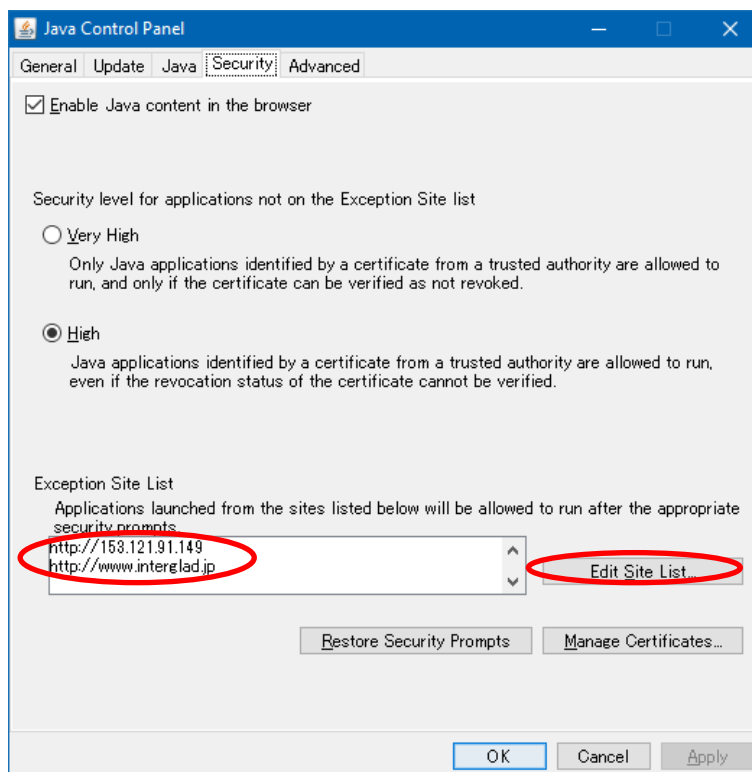 Java Control Panel
General Update Java Security Advanced
Enable Java content in the browser
Security level for applications not on the Exception Site list
Very High
Only Java applications identified by a certificate from a trusted authority are allowed to
run, and only if the certificate can be verified as not revoked.
High
Java applications identified by a certificate from a trusted authority are allowed to run,
even if the revocation status of the certificate cannot be verified.
Exception Site List
Applications launched from the sites listed below will be allowed to run after the appropriate
security prompts.
http://153.121.91.149
http://www.interglad.jp
Edit Site List...
Restore Security Prompts Manage Certificates...
OK Cancel Apply